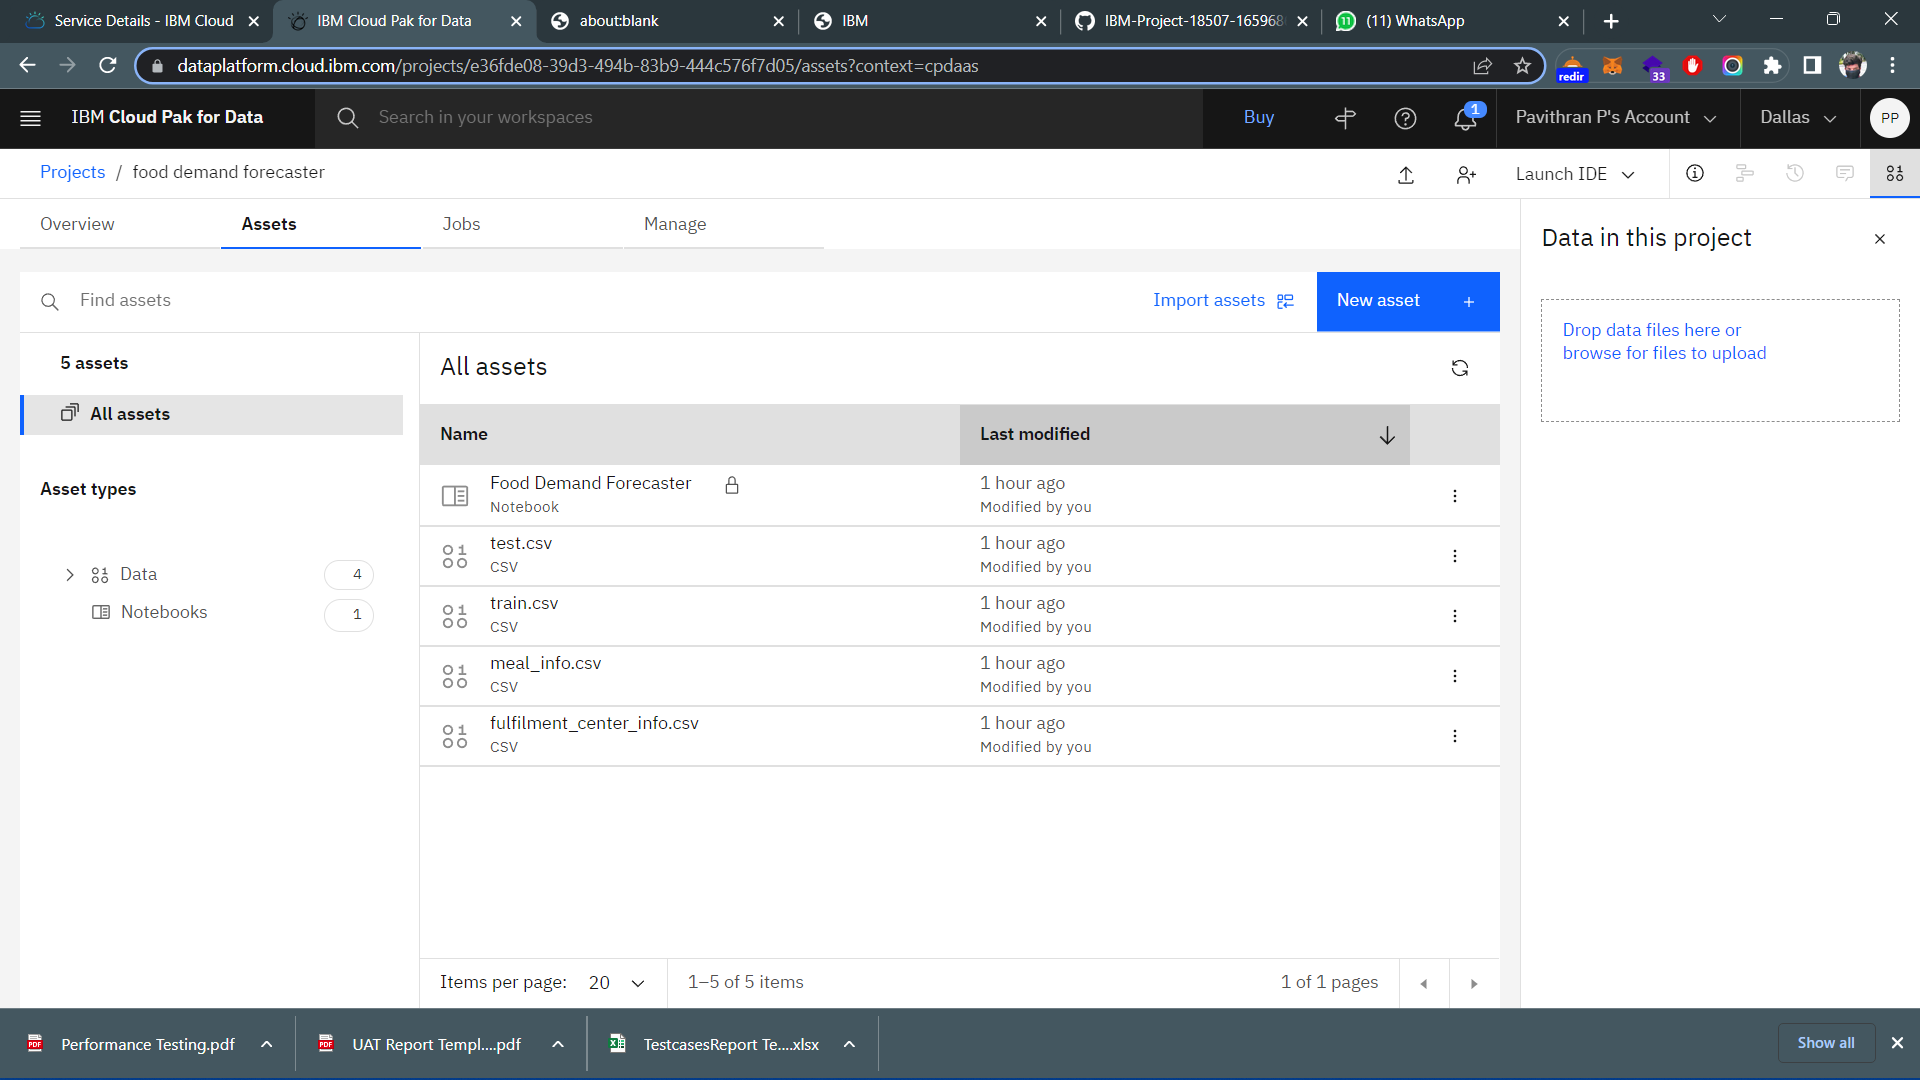 Service Details - IBM Cloud
IBM Cloud Pak for Data
about:blank
IBM
IBM-Project-18507-165968
(11) WhatsApp
dataplatform.cloud.ibm.com/projects/e36fde08-39d3-494b-83b9-444c576f7d05/assets?context=cpdaas
redir
33
IBM Cloud Pak for Data
Search in your workspaces
Buy
1
Pavithran P's Account
Dallas
PP
Projects / food demand forecaster
Launch IDE
Overview
Assets
Jobs
Manage
Data in this project
Find assets
Import assets
New asset +
Drop data files here or
browse for files to upload
5 assets
All assets
All assets
Name
Last modified
Asset types
Data 4
Notebooks 1
Food Demand Forecaster
Notebook
1 hour ago
Modified by you
test.csv
CSV
1 hour ago
Modified by you
train.csv
CSV
1 hour ago
Modified by you
meal_info.csv
CSV
1 hour ago
Modified by you
fulfilment_center_info.csv
CSV
1 hour ago
Modified by you
Items per page: 20
1–5 of 5 items
1 of 1 pages
Performance Testing.pdf
UAT Report Templ....pdf
TestcasesReport Te....xlsx
Show all